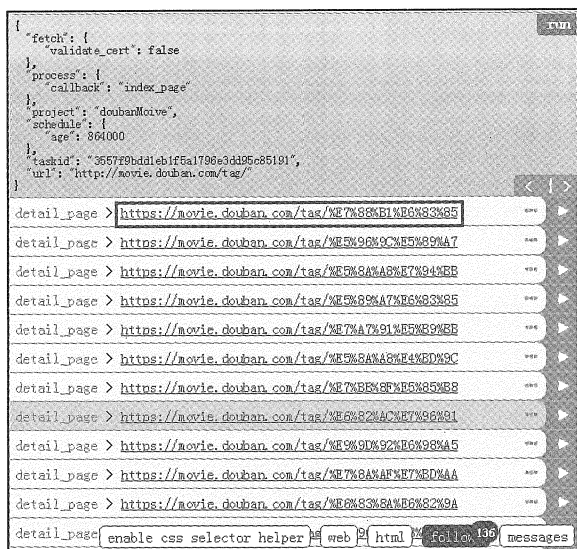 {
run
"fetch": {
"validate_cert": false
},
"process": {
"callback": "index_page"
},
"project": "doubanMoive",
"schedule": {
"age": 864000
},
"taskid": "3557f9bdd1eb1f5a1796e3dd95c85191",
"url": "http://movie.douban.com/tag/"
}
< { >
detail_page > https://movie.douban.com/tag/%E7%88%B1%E6%83%85
detail_page > https://movie.douban.com/tag/%E5%96%9C%E5%89%A7
detail_page > https://movie.douban.com/tag/%E5%8A%A8%E7%94%BB
detail_page > https://movie.douban.com/tag/%E5%89%A7%E6%83%85
detail_page > https://movie.douban.com/tag/%E7%A7%91%E5%B9%BB
detail_page > https://movie.douban.com/tag/%E5%8A%A8%E4%BD%9C
detail_page > https://movie.douban.com/tag/%E7%BB%8F%E5%85%B8
detail_page > https://movie.douban.com/tag/%E6%82%AC%E7%96%91
detail_page > https://movie.douban.com/tag/%E9%9D%92%E6%98%A5
detail_page > https://movie.douban.com/tag/%E7%8A%AF%E7%BD%AA
detail_page > https://movie.douban.com/tag/%E6%83%8A%E6%82%9A
detail_page
enable css selector helper web html follow 136 messages